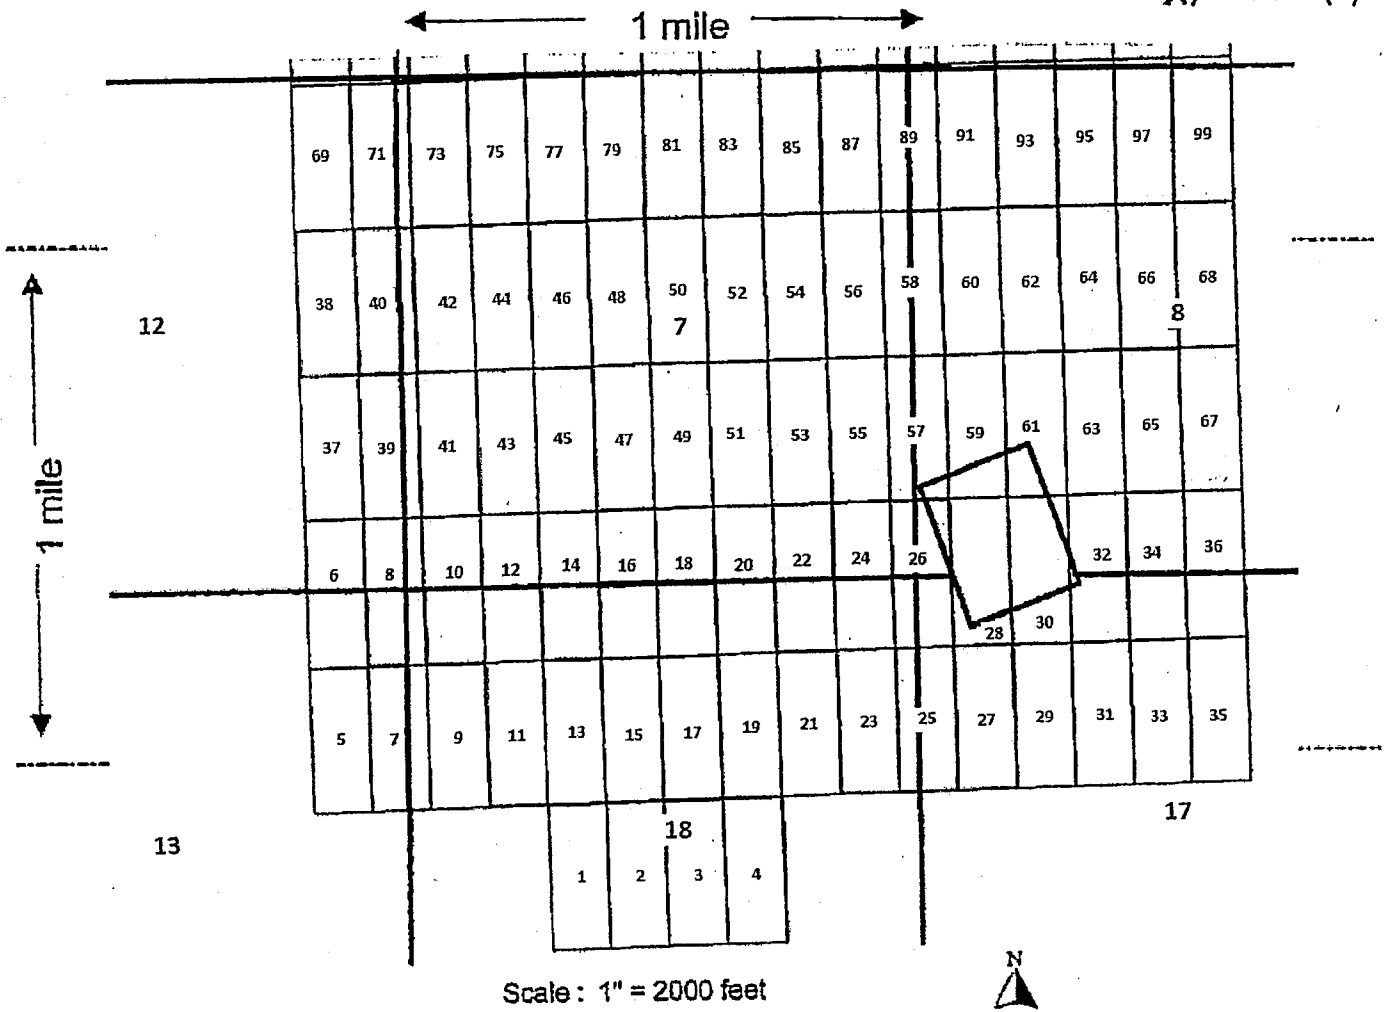 1 mile
69 71 73 75 77 79 81 83 85 87 89 91 93 95 97 99
38 40 42 44 46 48 50 52 54 56 58 60 62 64 66 68
12 7 8
37 39 41 43 45 47 49 51 53 55 57 59 61 63 65 67
1 mile
6 8 10 12 14 16 18 20 22 24 26 32 34 36
28 30
5 7 9 11 13 15 17 19 21 23 25 27 29 31 33 35
13 18 17
1 2 3 4
N
Scale: 1" = 2000 feet